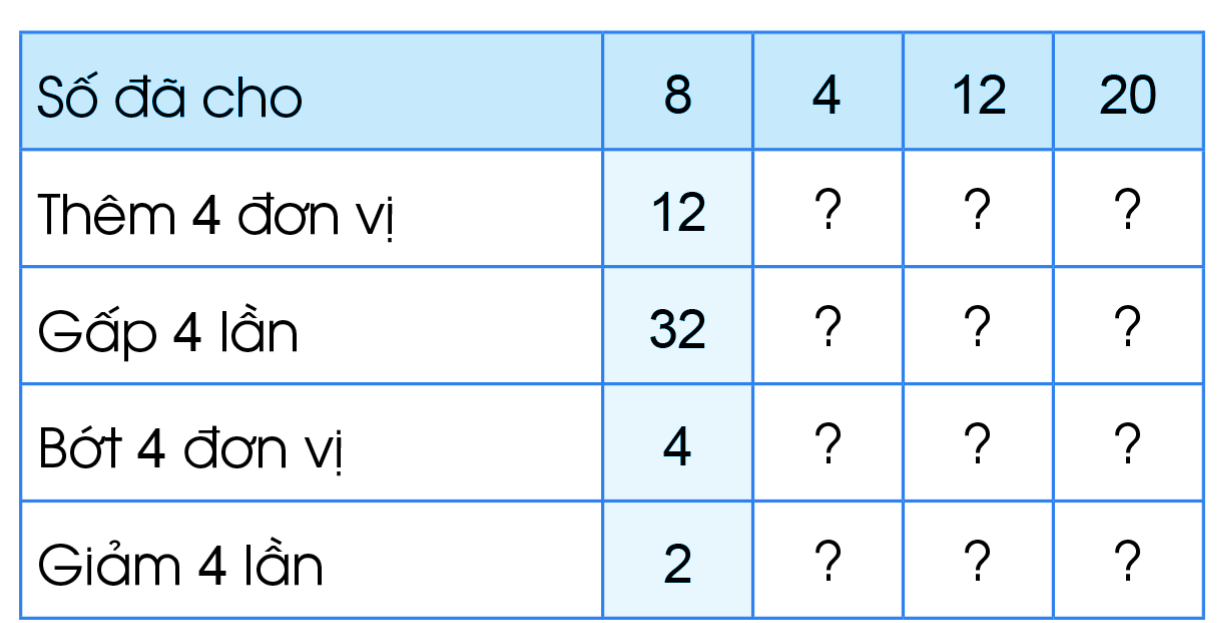 Số đã cho 8 4 12 20
Thêm 4 đơn vị 12 ? ? ?
Gấp 4 lần 32 ? ? ?
Bớt 4 đơn vị 4 ? ? ?
Giảm 4 lần 2 ? ? ?